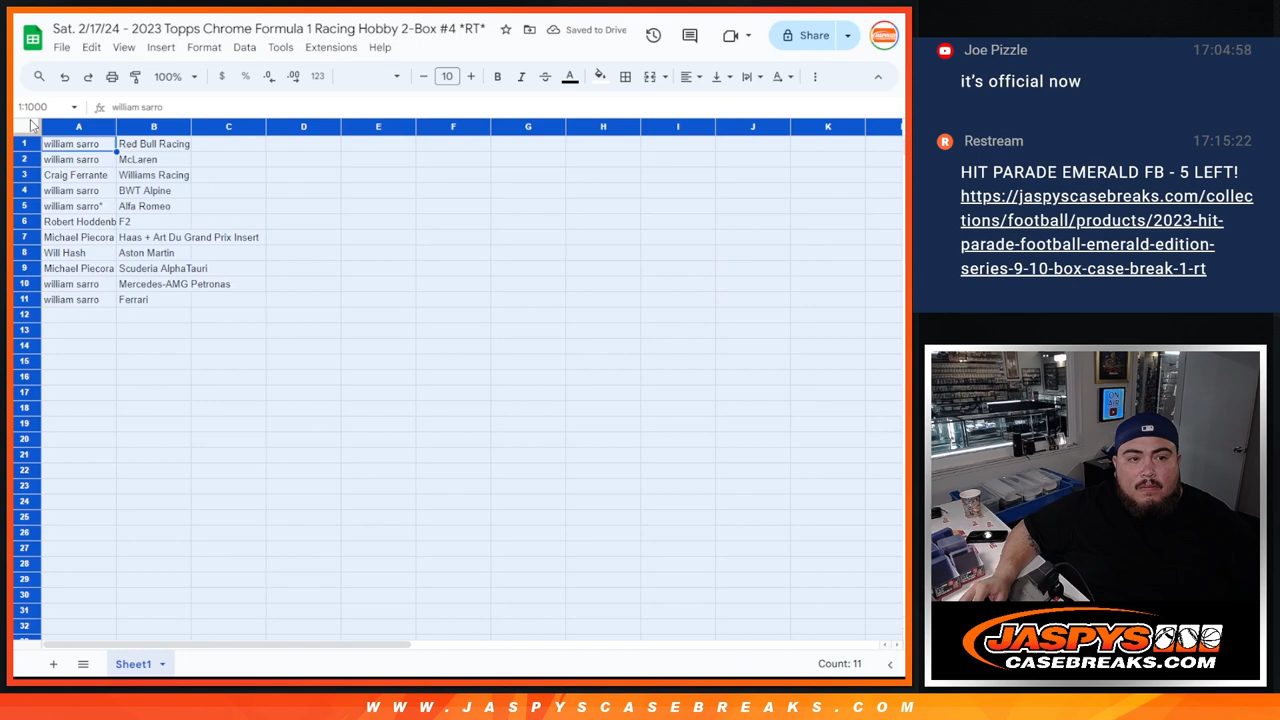 Sat. 2/17/24 - 2023 Topps Chrome Formula 1 Racing Hobby 2-Box #4 *RT*
Saved to Drive
Share
File Edit View Insert Format Data Tools Extensions Help
100% $ % .0 .00 123 10 B I A
1:1000 fx william sarro
A B C D E F G H I J K
1 william sarro Red Bull Racing
2 william sarro McLaren
3 Craig Ferrante Williams Racing
4 william sarro BWT Alpine
5 william sarro* Alfa Romeo
6 Robert Hoddenb F2
7 Michael Piecora Haas + Art Du Grand Prix Insert
8 Will Hash Aston Martin
9 Michael Piecora Scuderia AlphaTauri
10 william sarro Mercedes-AMG Petronas
11 william sarro Ferrari
12
13
14
15
16
17
18
19
20
21
22
23
24
25
26
27
28
29
30
31
32
Sheet1
Count: 11
Joe Pizzle 17:04:58
it’s official now
Restream 17:15:22
HIT PARADE EMERALD FB - 5 LEFT!
https://jaspyscasebreaks.com/collec
tions/football/products/2023-hit-
parade-football-emerald-edition-
series-9-10-box-case-break-1-rt
ON AIR
JASPYS
CASEBREAKS.COM
WWW.JASPYSCASEBREAKS.COM